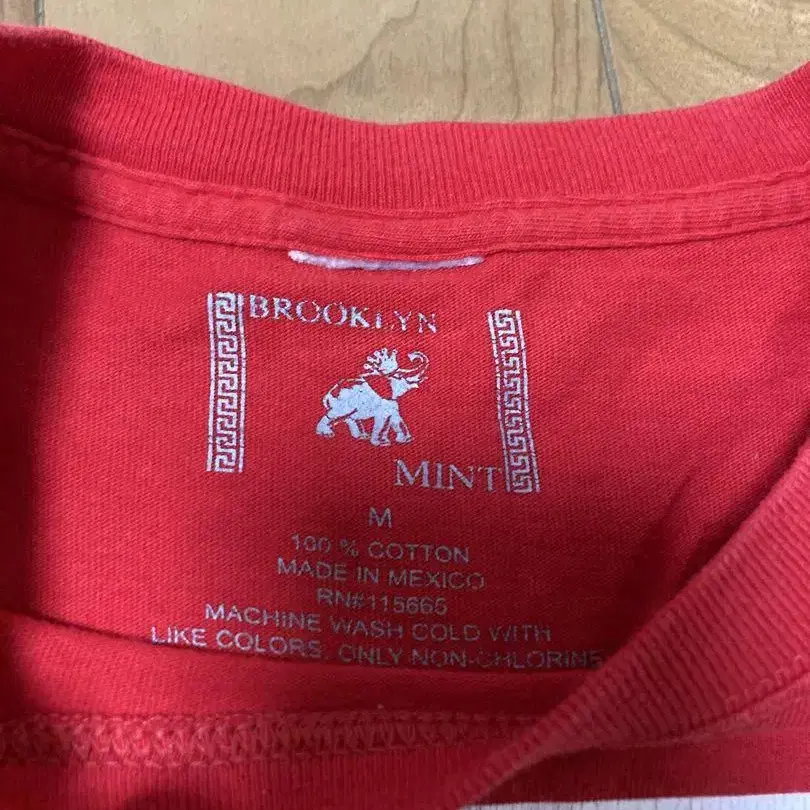 BROOKLYN
MINT
M
100 % COTTON
MADE IN MEXICO
RN#115665
MACHINE WASH COLD WITH
LIKE COLORS. ONLY NON-CHLORINE